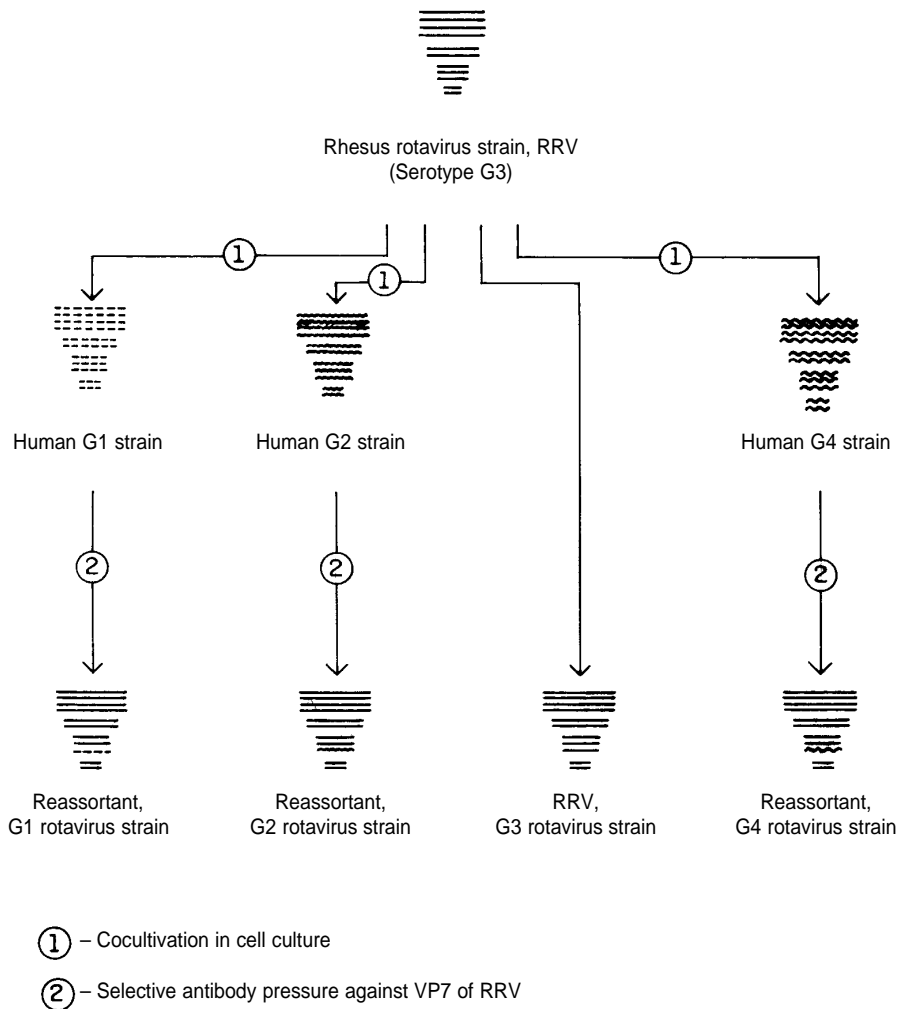 Rhesus rotavirus strain, RRV
(Serotype G3)
1
1
1
Human G1 strain
Human G2 strain
Human G4 strain
2
2
2
Reassortant,
G1 rotavirus strain
Reassortant,
G2 rotavirus strain
RRV,
G3 rotavirus strain
Reassortant,
G4 rotavirus strain
1 – Cocultivation in cell culture
2 – Selective antibody pressure against VP7 of RRV